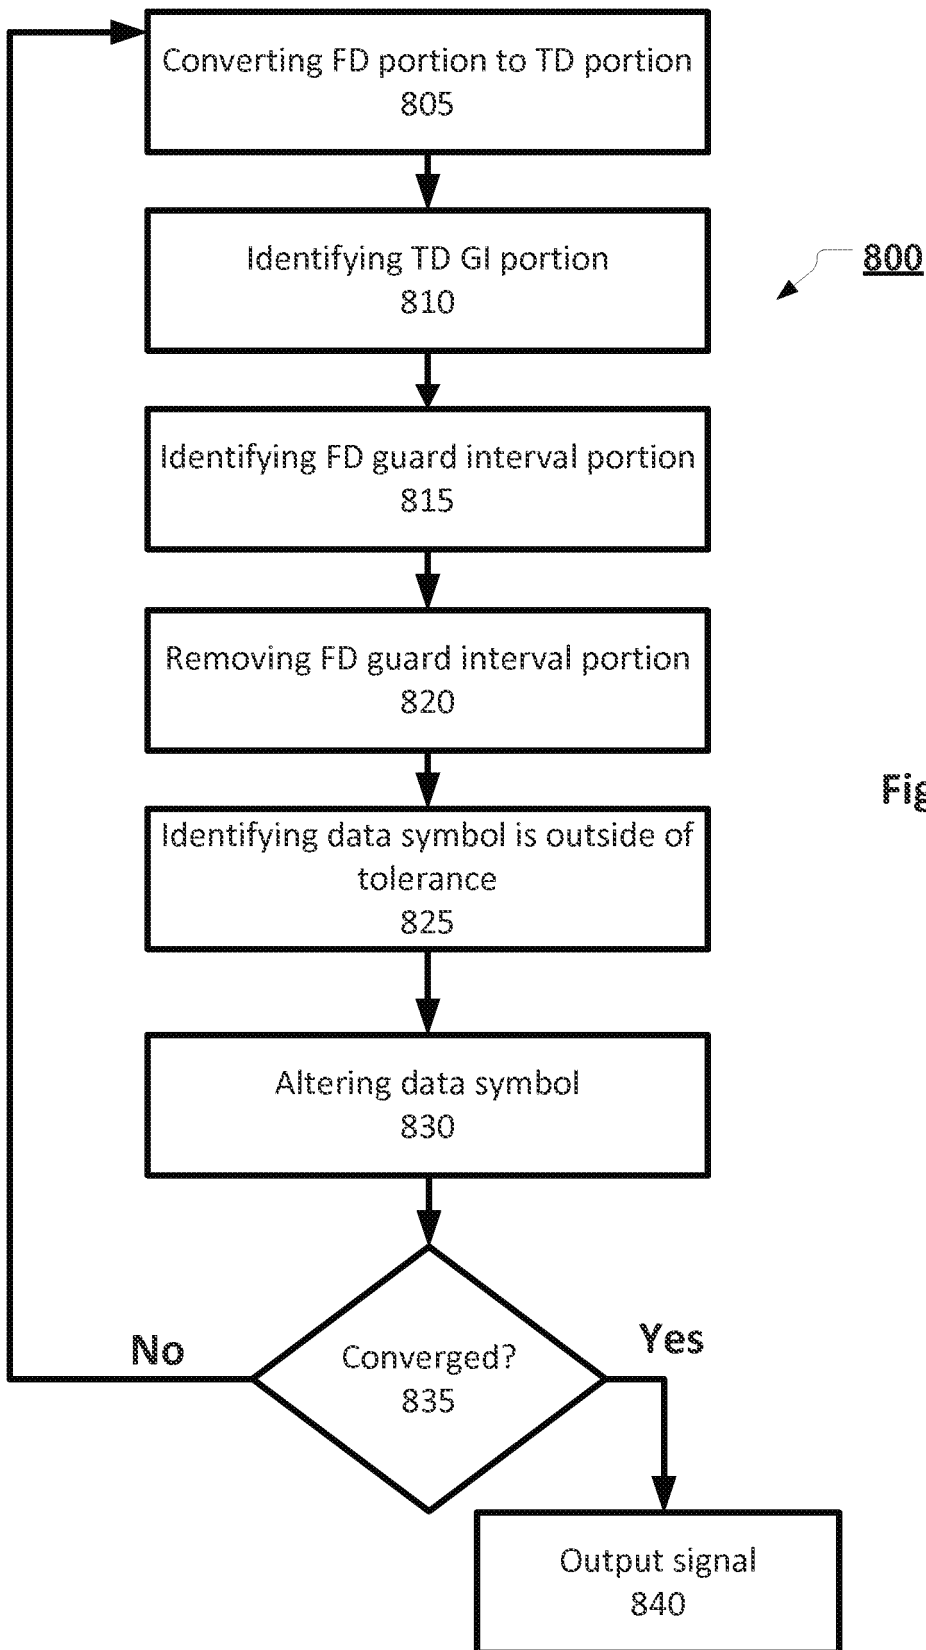 Converting FD portion to TD portion
805
Identifying TD GI portion
810
800
Identifying FD guard interval portion
815
Removing FD guard interval portion
820
Fig
Identifying data symbol is outside of
tolerance
825
Altering data symbol
830
No
Yes
Converged?
835
Output signal
840